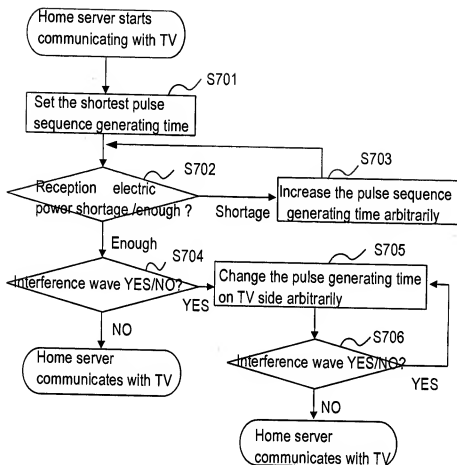 Home server starts
communicating with TV
S701
Set the shortest pulse
sequence generating time
S702
Reception electric
power shortage /enough ?
Shortage
S703
Increase the pulse sequence
generating time arbitrarily
Enough
S704
Interference wave YES/NO?
YES
S705
Change the pulse generating time
on TV side arbitrarily
NO
Home server
communicates with TV
S706
Interference wave YES/NO?
YES
NO
Home server
communicates with TV